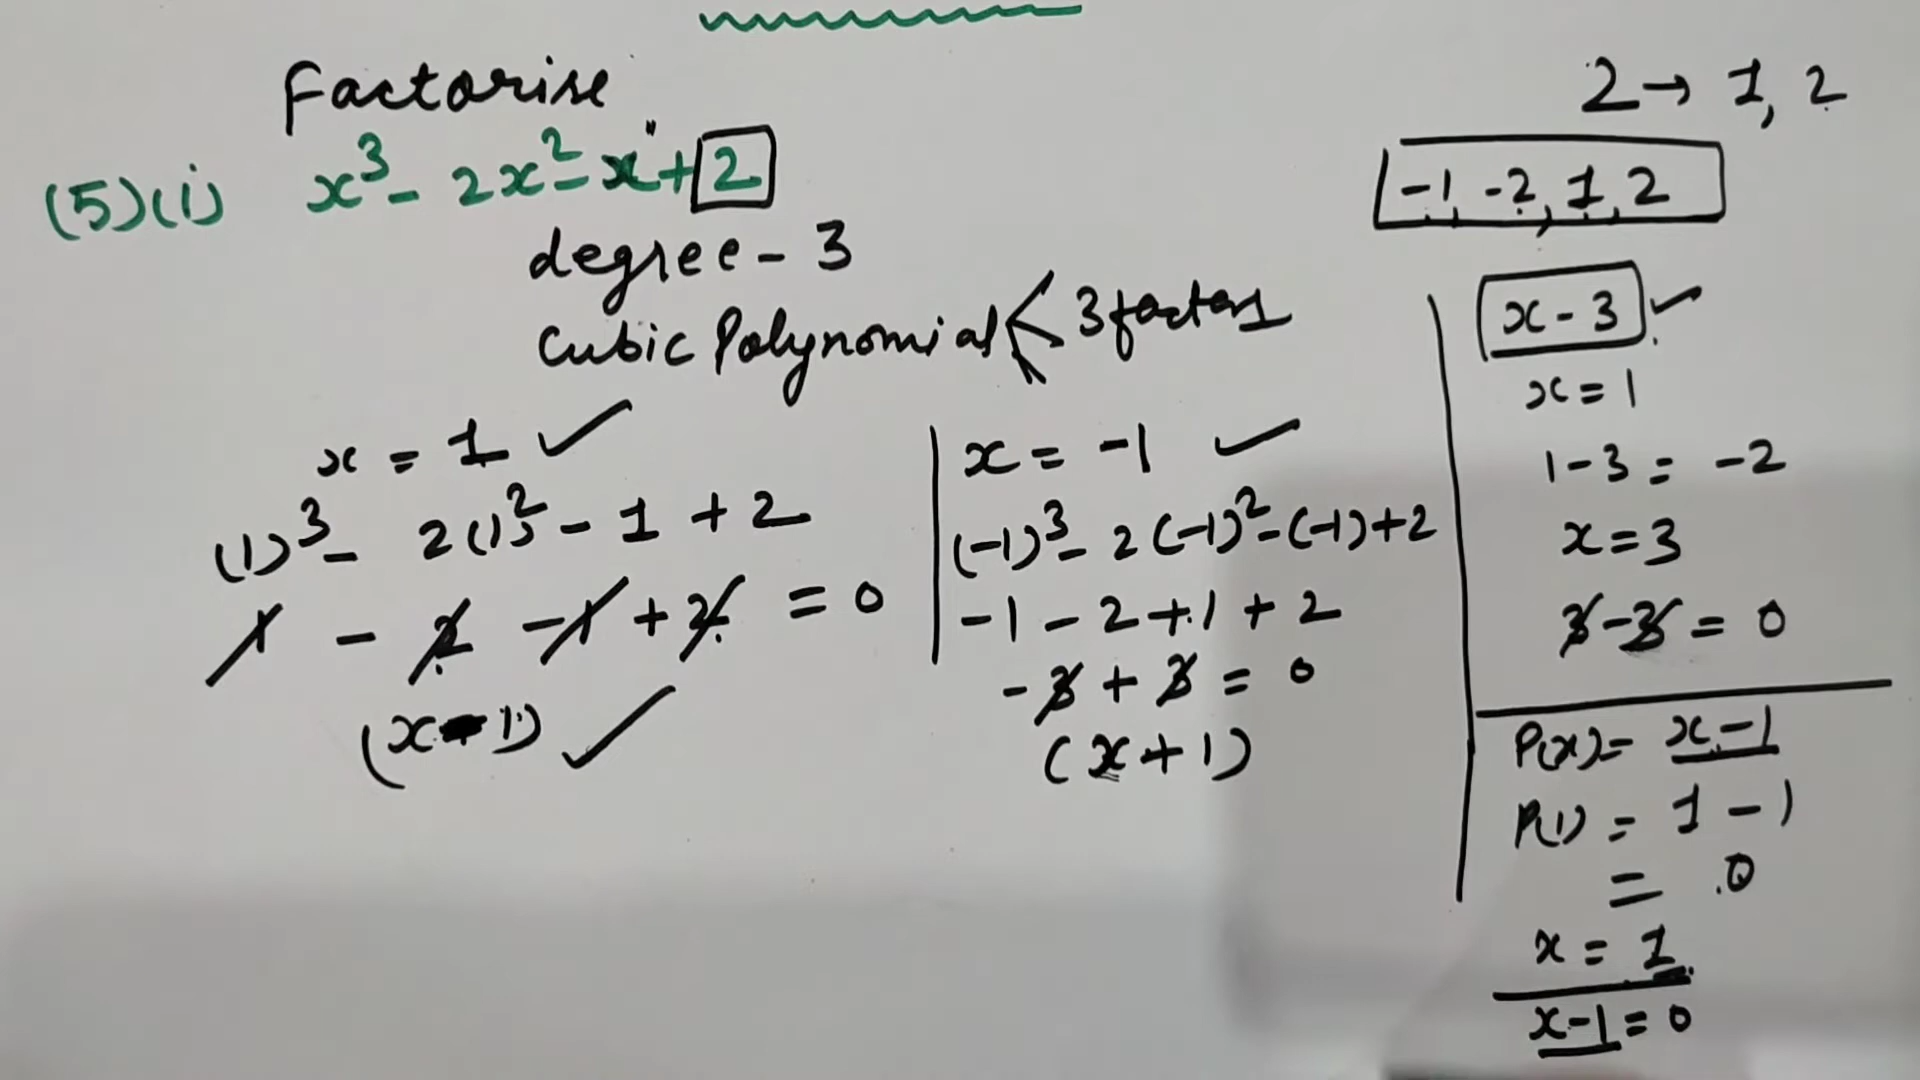 Factorise
(5)(i) x³ - 2x² - x + 2
degree - 3
Cubic Polynomial < 3 factors
x = 1 ✓
(1)³ - 2(1)² - 1 + 2
1 - 2 - 1 + 2 = 0
(x - 1) ✓
x = -1 ✓
(-1)³ - 2(-1)² - (-1) + 2
-1 - 2 + 1 + 2
-3 + 3 = 0
(x + 1)
2 → 1, 2
-1, -2, 1, 2
x - 3 ✓
x = 1
1 - 3 = -2
x = 3
3 - 3 = 0
P(x) = x - 1
P(1) = 1 - 1
= 0
x = 1
x - 1 = 0